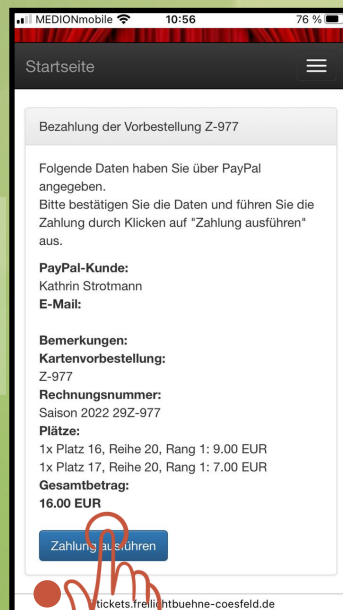 MEDIONmobile 10:56 76 %
Startseite
Bezahlung der Vorbestellung Z-977
Folgende Daten haben Sie über PayPal
angegeben.
Bitte bestätigen Sie die Daten und führen Sie die
Zahlung durch Klicken auf "Zahlung ausführen"
aus.
PayPal-Kunde:
Kathrin Strotmann
E-Mail:
Bemerkungen:
Kartenvorbestellung:
Z-977
Rechnungsnummer:
Saison 2022 29Z-977
Plätze:
1x Platz 16, Reihe 20, Rang 1: 9.00 EUR
1x Platz 17, Reihe 20, Rang 1: 7.00 EUR
Gesamtbetrag:
16.00 EUR
Zahlung ausführen
tickets.freilichtbuehne-coesfeld.de